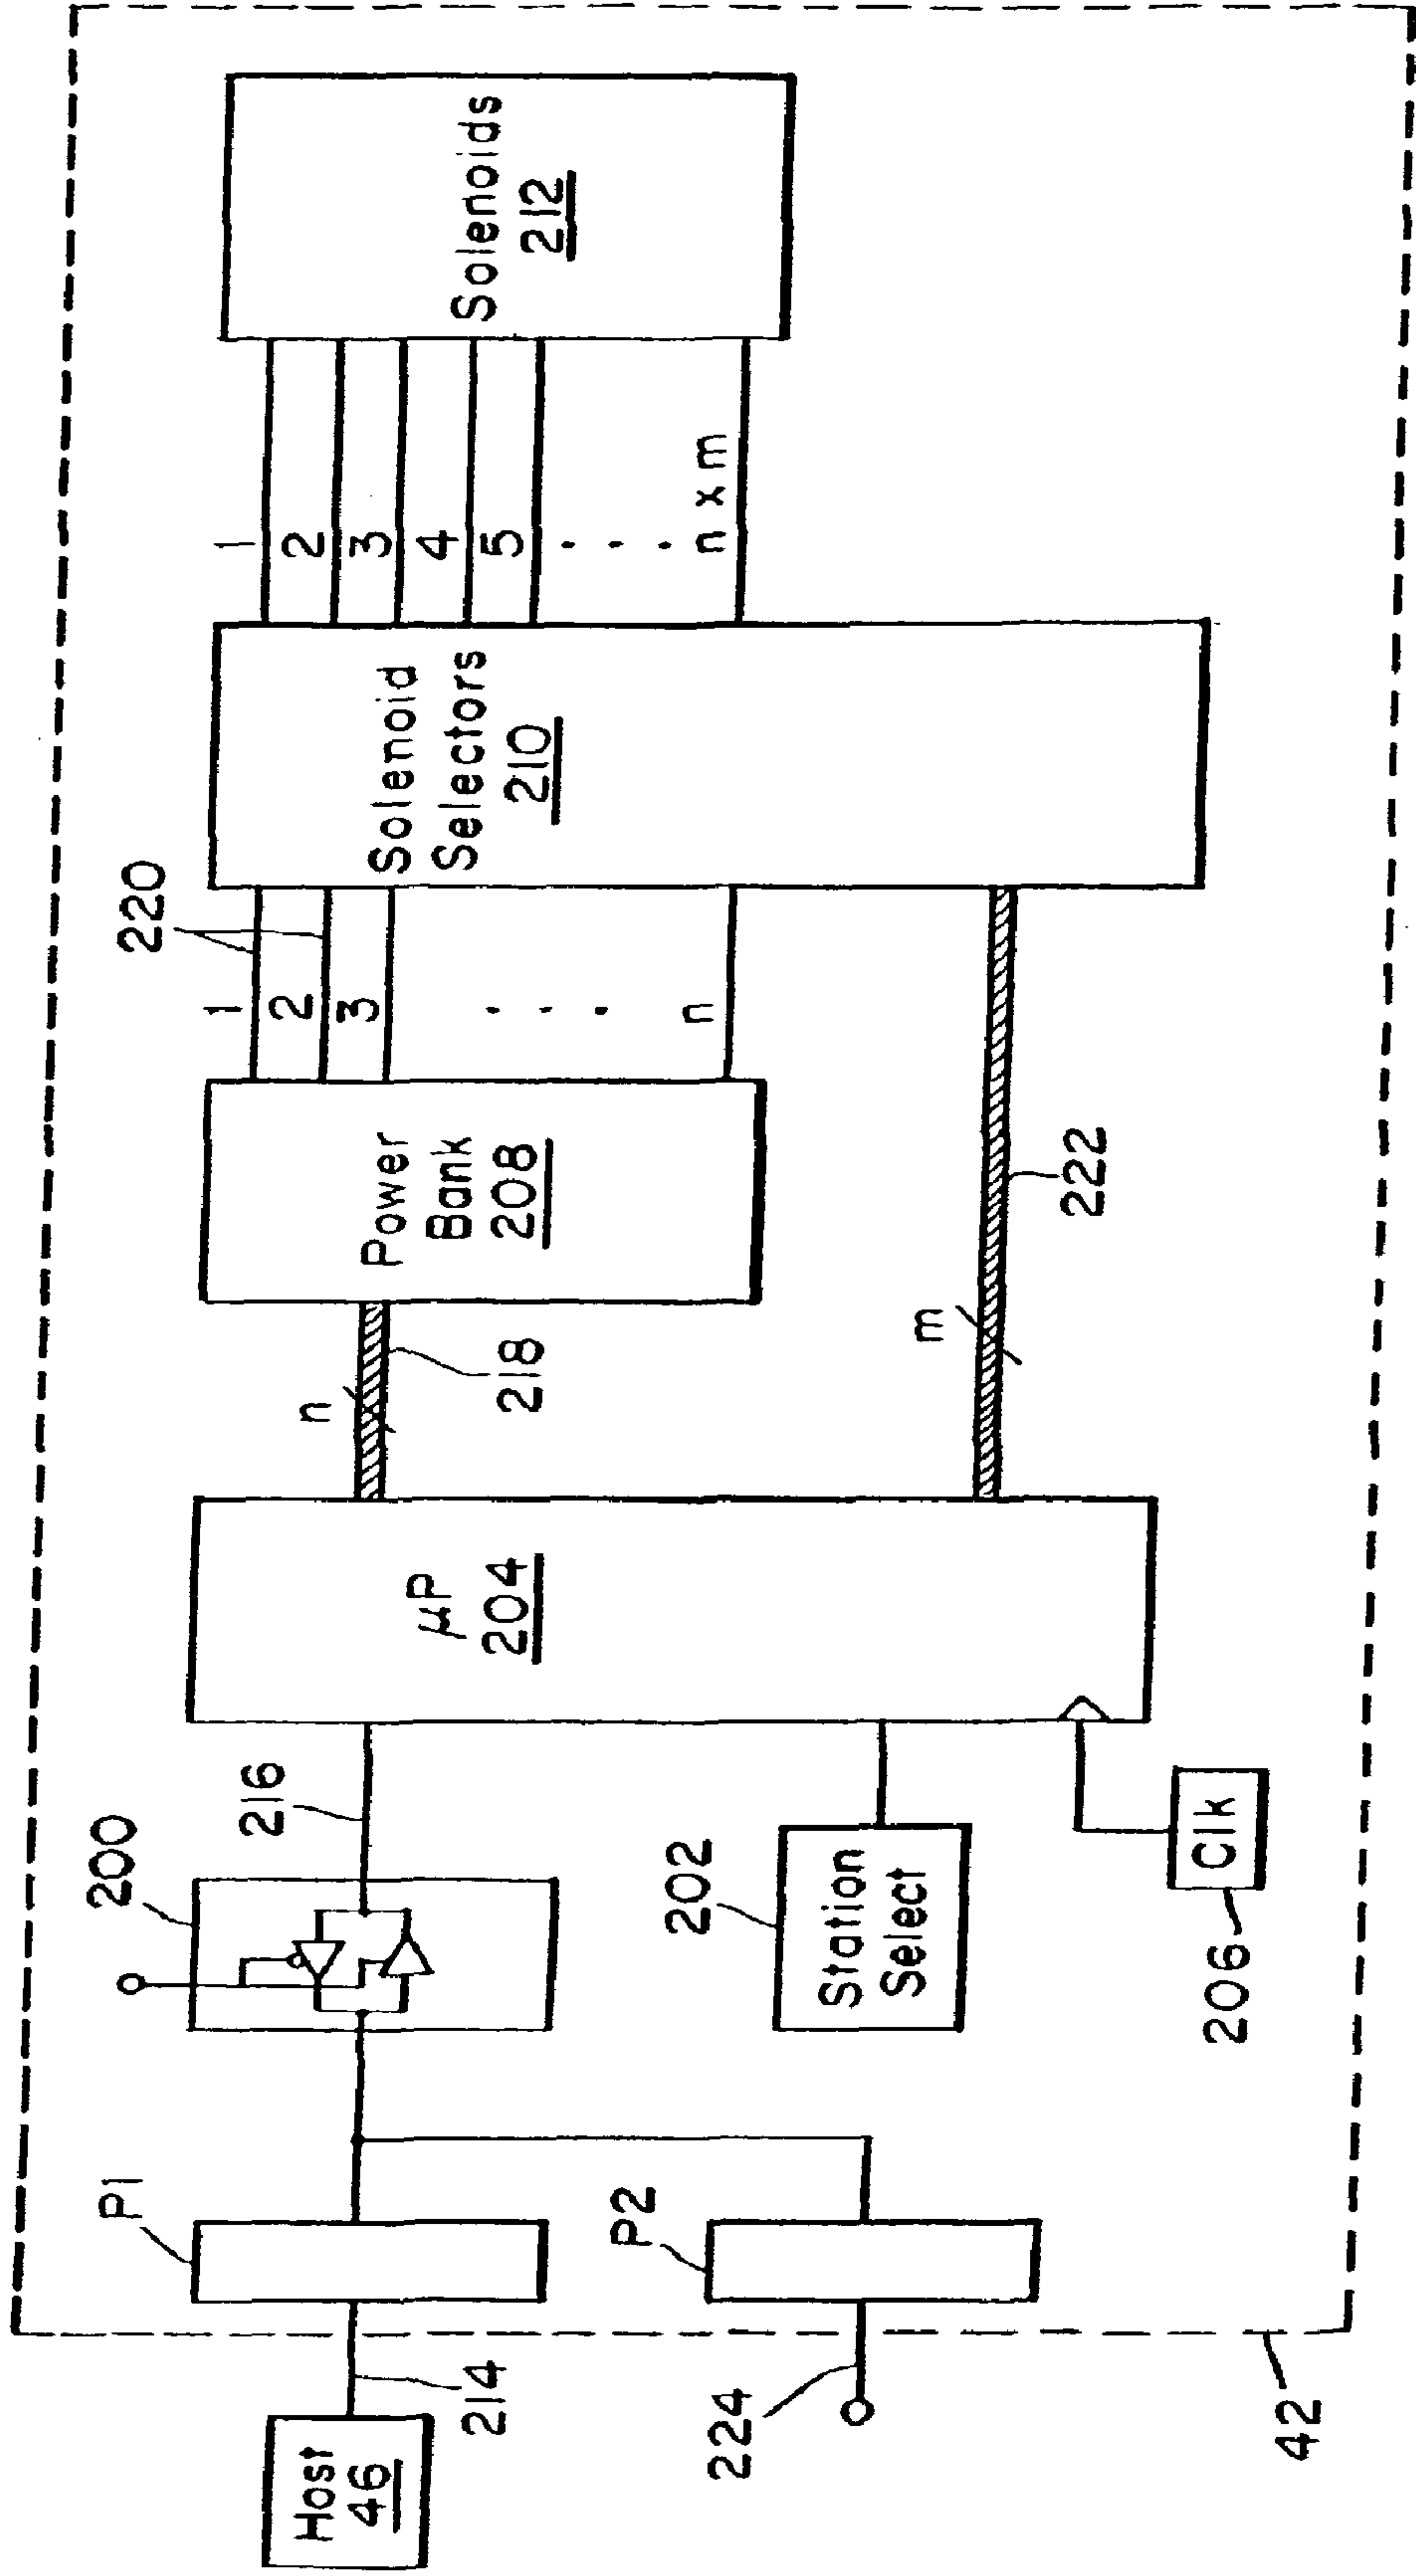 Host
46
214
P1
P2
224
42
200
216
Station
Select
202
Clk
206
μP
204
n
218
m
222
Power
Bank
208
220
1
2
3
. . .
n
Solenoid
Selectors
210
1
2
3
4
5
. . .
n x m
Solenoids
212